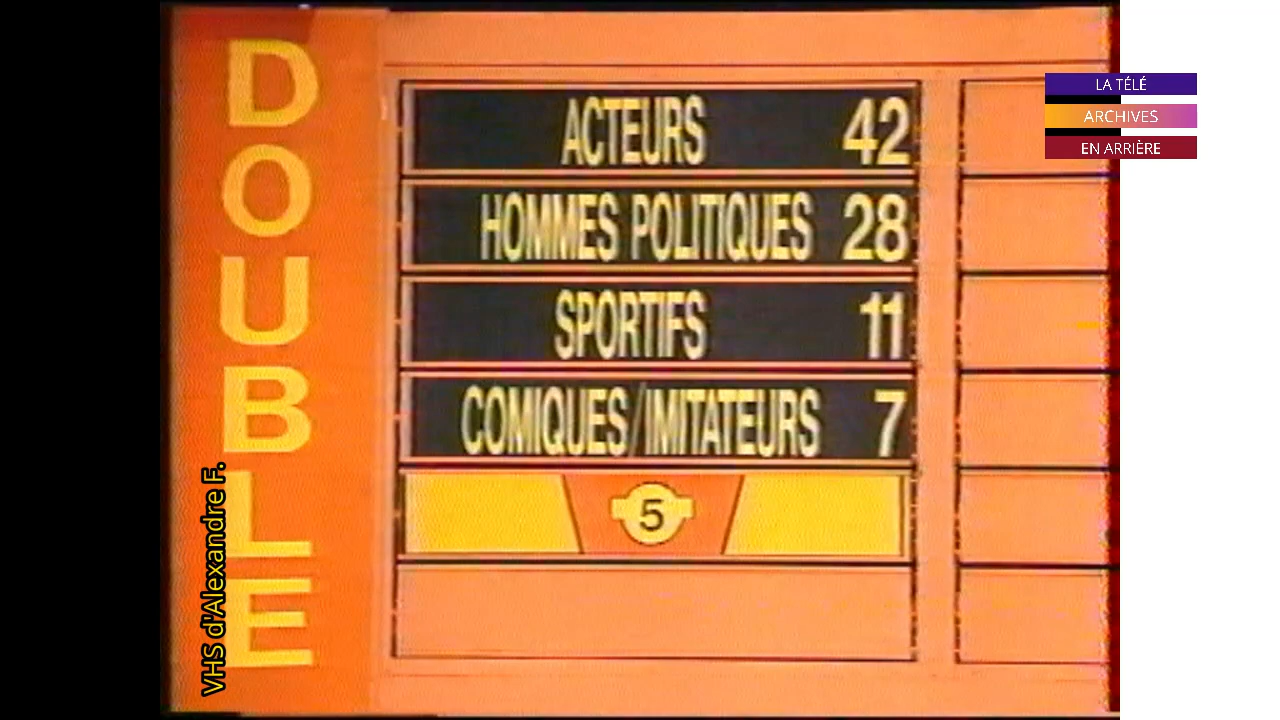 DOUBLE
ACTEURS 42
HOMMES POLITIQUES 28
SPORTIFS 11
COMIQUES/IMITATEURS 7
5
LA TÉLÉ
ARCHIVES
EN ARRIÈRE
VHS d'Alexandre F.